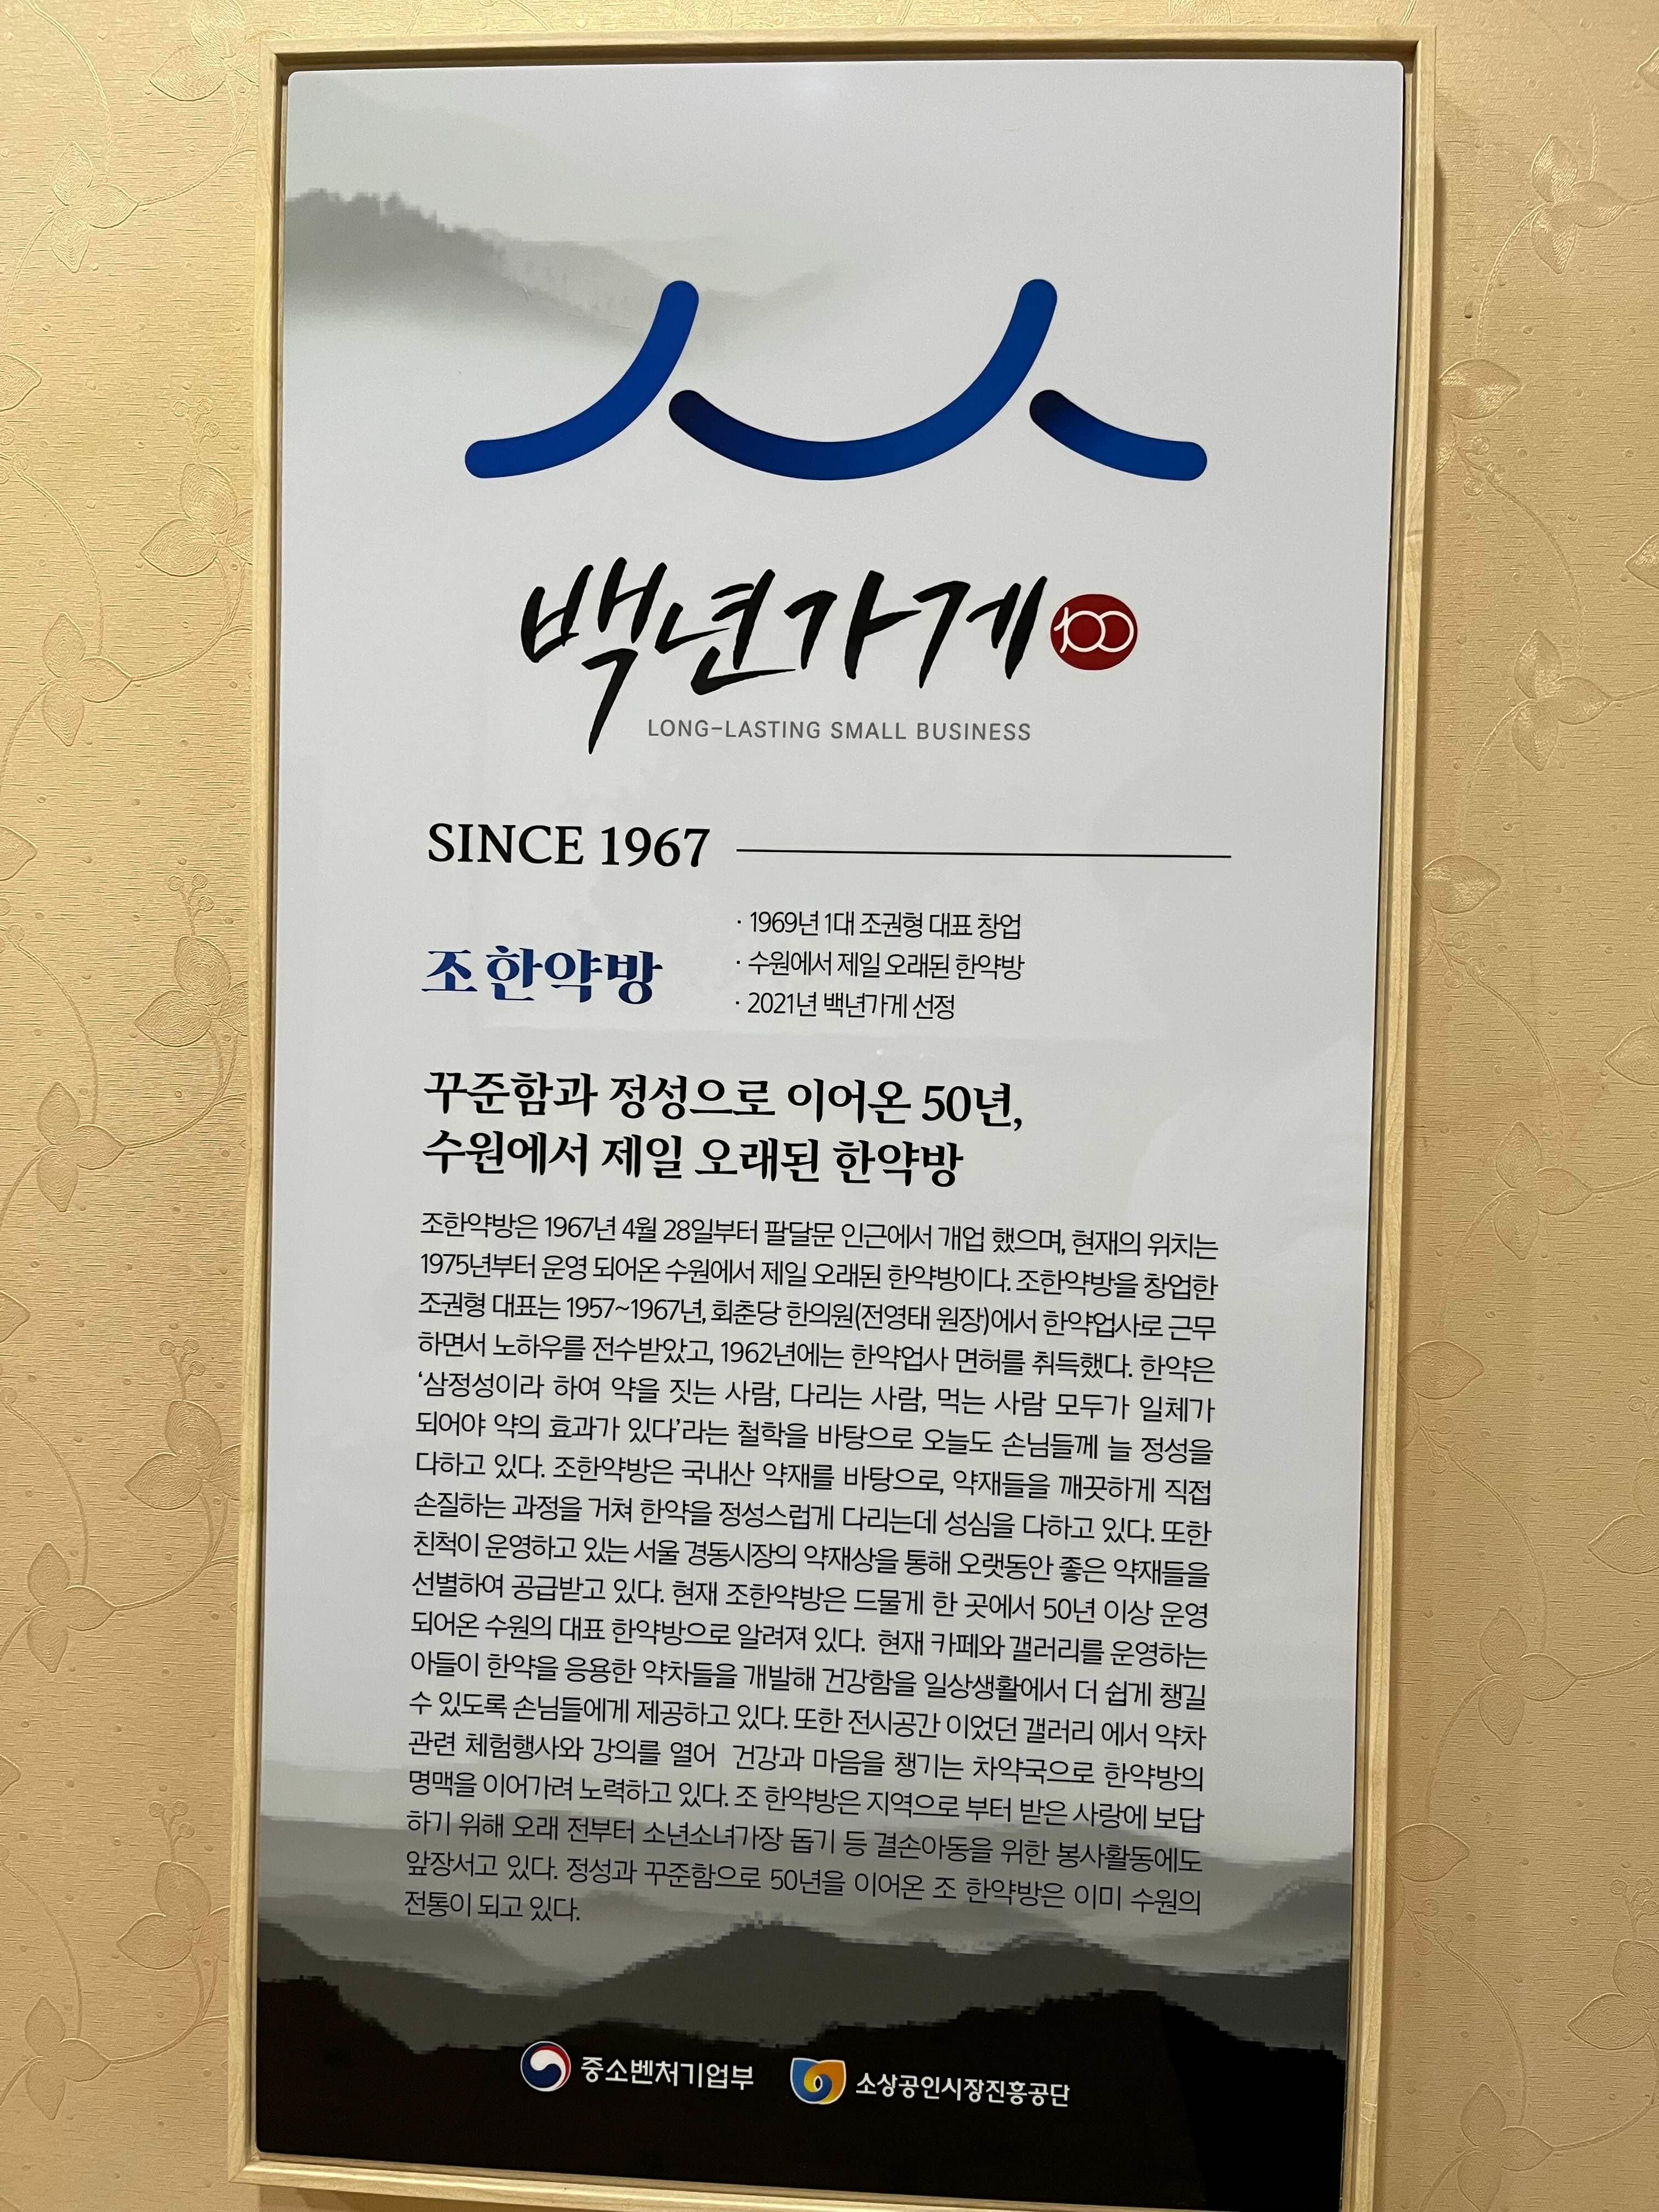 백년가게 100
LONG-LASTING SMALL BUSINESS
SINCE 1967
조한약방
· 1969년 1대 조권형 대표 창업
· 수원에서 제일 오래된 한약방
· 2021년 백년가게 선정
꾸준함과 정성으로 이어온 50년,
수원에서 제일 오래된 한약방
조한약방은 1967년 4월 28일부터 팔달문 인근에서 개업 했으며, 현재의 위치는
1975년부터 운영 되어온 수원에서 제일 오래된 한약방이다. 조한약방을 창업한
조권형 대표는 1957~1967년, 회춘당 한의원(전영태 원장)에서 한약업사로 근무
하면서 노하우를 전수받았고, 1962년에는 한약업사 면허를 취득했다. 한약은
‘삼정성이라 하여 약을 짓는 사람, 다리는 사람, 먹는 사람 모두가 일체가
되어야 약의 효과가 있다’라는 철학을 바탕으로 오늘도 손님들께 늘 정성을
다하고 있다. 조한약방은 국내산 약재를 바탕으로, 약재들을 깨끗하게 직접
손질하는 과정을 거쳐 한약을 정성스럽게 다리는데 성심을 다하고 있다. 또한
친척이 운영하고 있는 서울 경동시장의 약재상을 통해 오랫동안 좋은 약재들을
선별하여 공급받고 있다. 현재 조한약방은 드물게 한 곳에서 50년 이상 운영
되어온 수원의 대표 한약방으로 알려져 있다. 현재 카페와 갤러리를 운영하는
아들이 한약을 응용한 약차들을 개발해 건강함을 일상생활에서 더 쉽게 챙길
수 있도록 손님들에게 제공하고 있다. 또한 전시공간 이었던 갤러리 에서 약차
관련 체험행사와 강의를 열어 건강과 마음을 챙기는 차약국으로 한약방의
명맥을 이어가려 노력하고 있다. 조 한약방은 지역으로 부터 받은 사랑에 보답
하기 위해 오래 전부터 소년소녀가장 돕기 등 결손아동을 위한 봉사활동에도
앞장서고 있다. 정성과 꾸준함으로 50년을 이어온 조 한약방은 이미 수원의
전통이 되고 있다.
중소벤처기업부 소상공인시장진흥공단